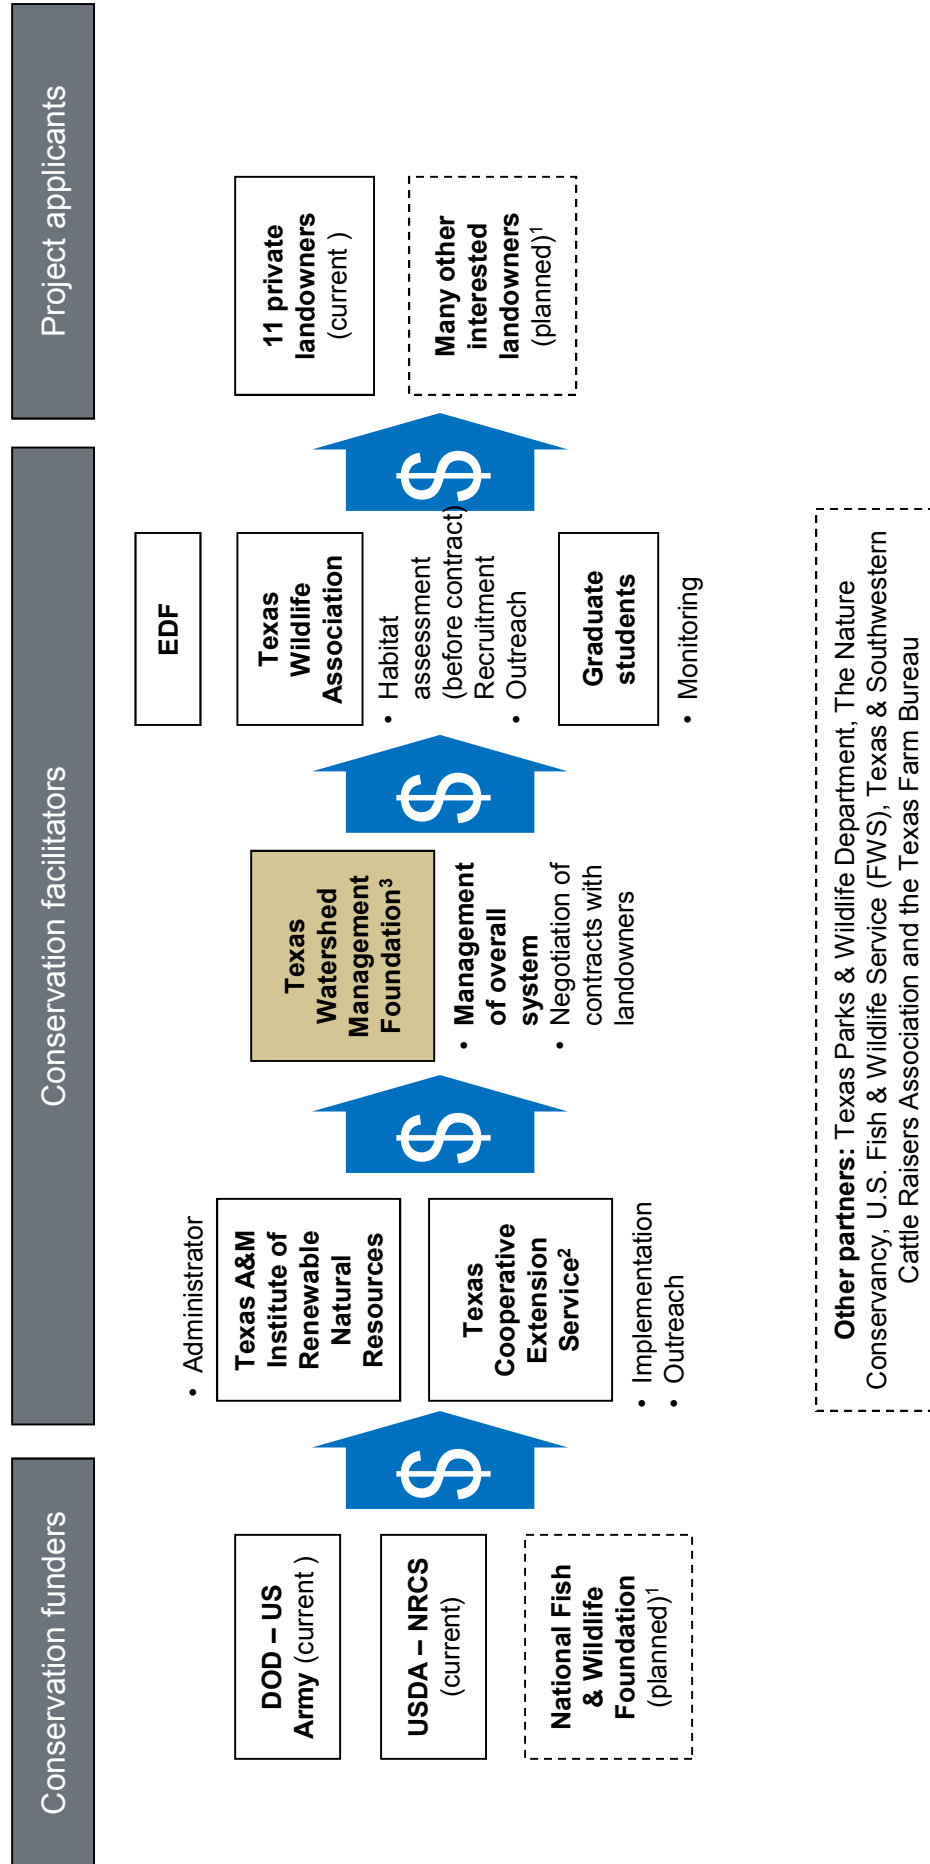 Conservation funders
Conservation facilitators
Project applicants
DOD – US
Army (current )
USDA – NRCS
(current)
National Fish
& Wildlife
Foundation
(planned)1
$
• Administrator
Texas A&M
Institute of
Renewable
Natural
Resources
Texas
Cooperative
Extension
Service2
• Implementation
• Outreach
$
Texas
Watershed
Management
Foundation3
• Management
of overall
system
• Negotiation of
contracts with
landowners
$
EDF
Texas
Wildlife
Association
• Habitat
assessment
(before contract)
Recruitment
• Outreach
Graduate
students
• Monitoring
$
11 private
landowners
(current )
Many other
interested
landowners
(planned)1
Other partners: Texas Parks & Wildlife Department, The Nature
Conservancy, U.S. Fish & Wildlife Service (FWS), Texas & Southwestern
Cattle Raisers Association and the Texas Farm Bureau